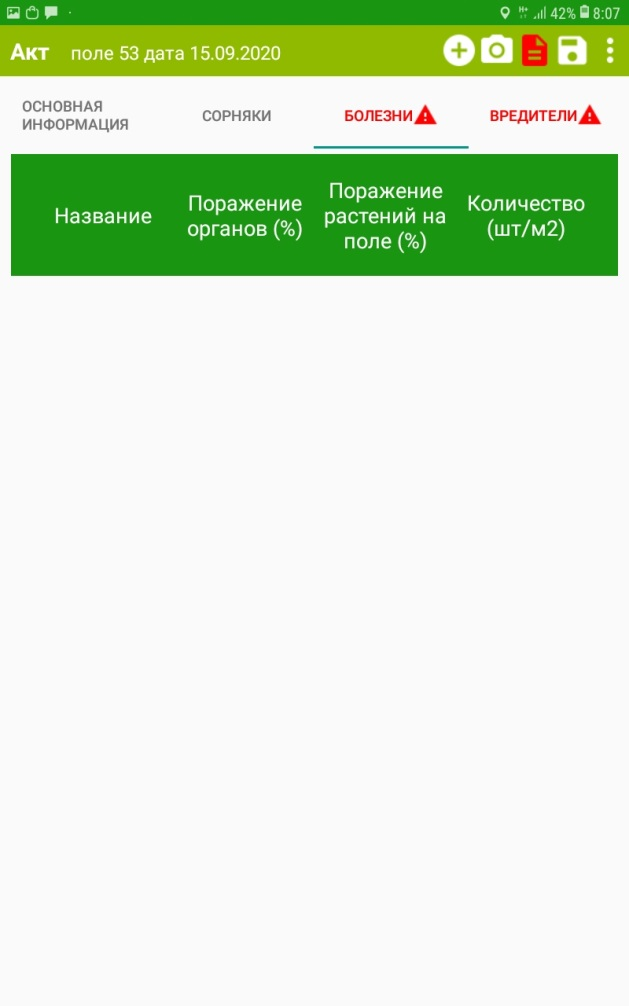 42% 8:07
Акт поле 53 дата 15.09.2020
ОСНОВНАЯ
ИНФОРМАЦИЯ
СОРНЯКИ
БОЛЕЗНИ
ВРЕДИТЕЛИ
Название
Поражение
органов (%)
Поражение
растений на
поле (%)
Количество
(шт/м2)